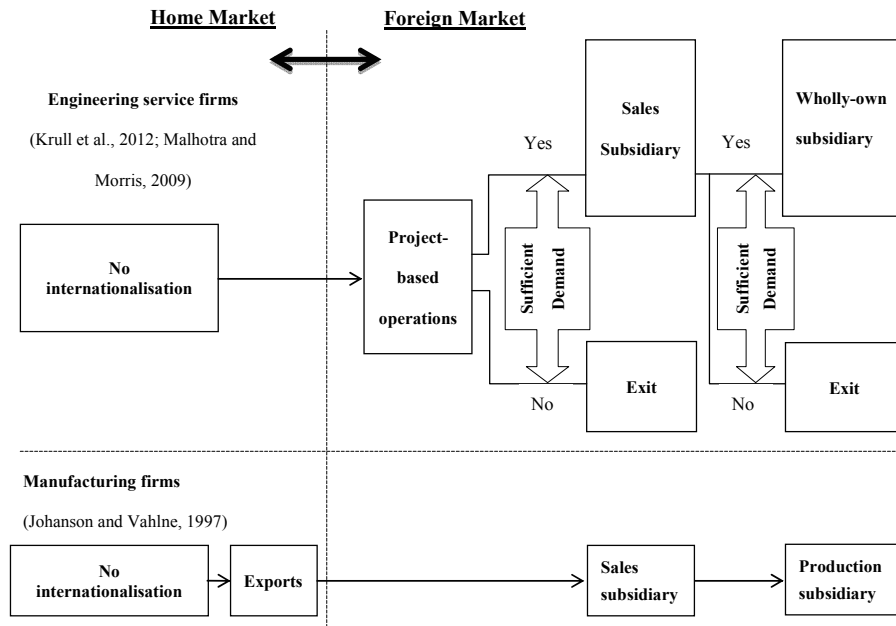 Home Market
Foreign Market
Engineering service firms
(Krull et al., 2012; Malhotra and
Morris, 2009)
No
internationalisation
Project-
based
operations
Yes
Sufficient
Demand
No
Sales
Subsidiary
Exit
Yes
Sufficient
Demand
No
Wholly-own
subsidiary
Exit
Manufacturing firms
(Johanson and Vahlne, 1997)
No
internationalisation
Exports
Sales
subsidiary
Production
subsidiary